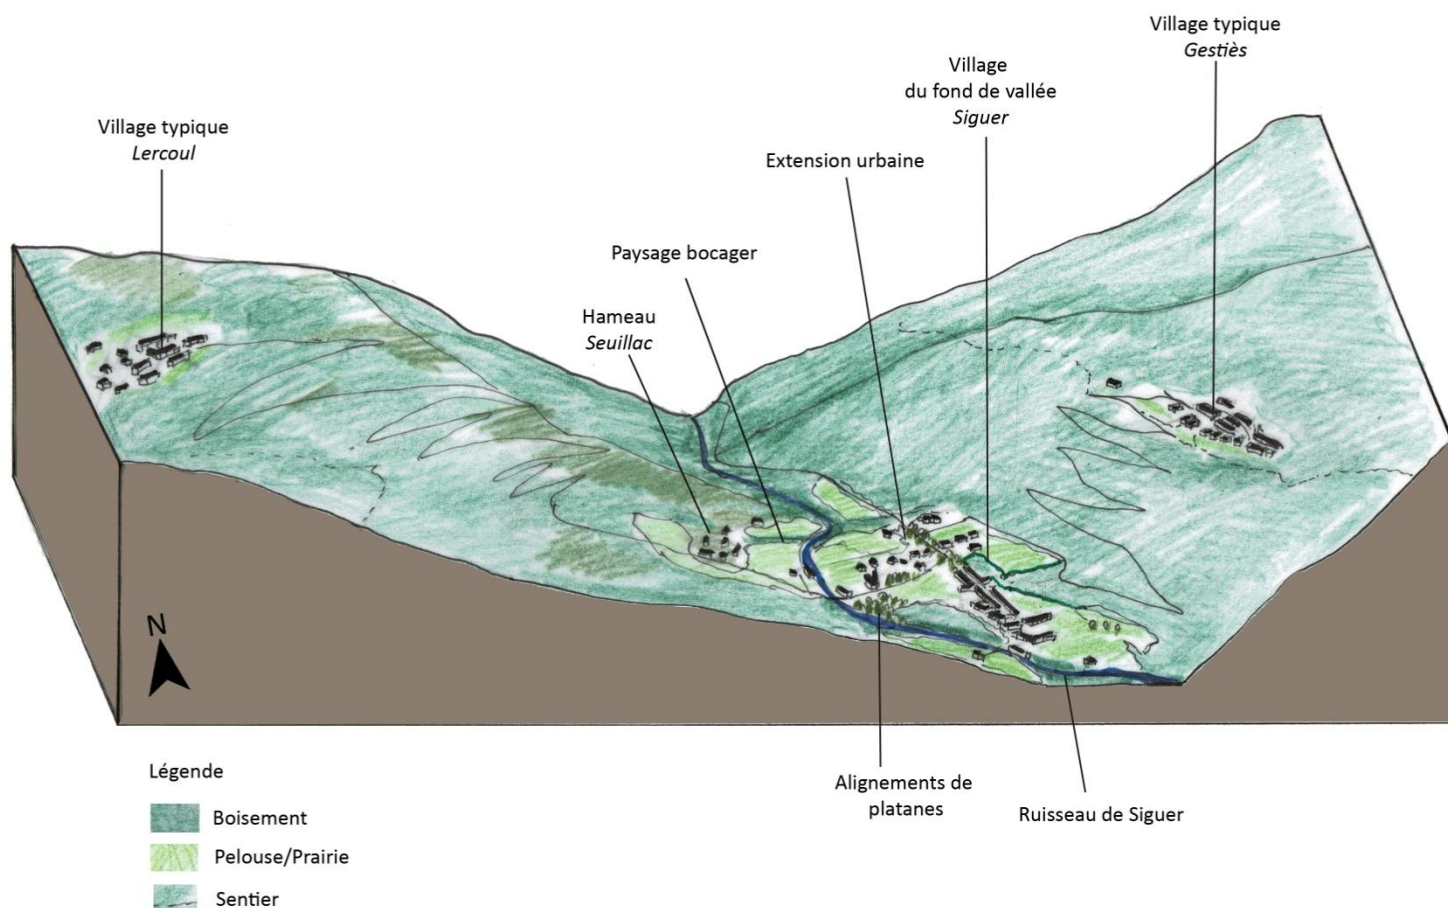 Village typique
Gestiès
Village
du fond de vallée
Siguer
Village typique
Lercoul
Extension urbaine
Paysage bocager
Hameau
Seuillac
N
Alignements de
platanes
Ruisseau de Siguer
Légende
Boisement
Pelouse/Prairie
Sentier